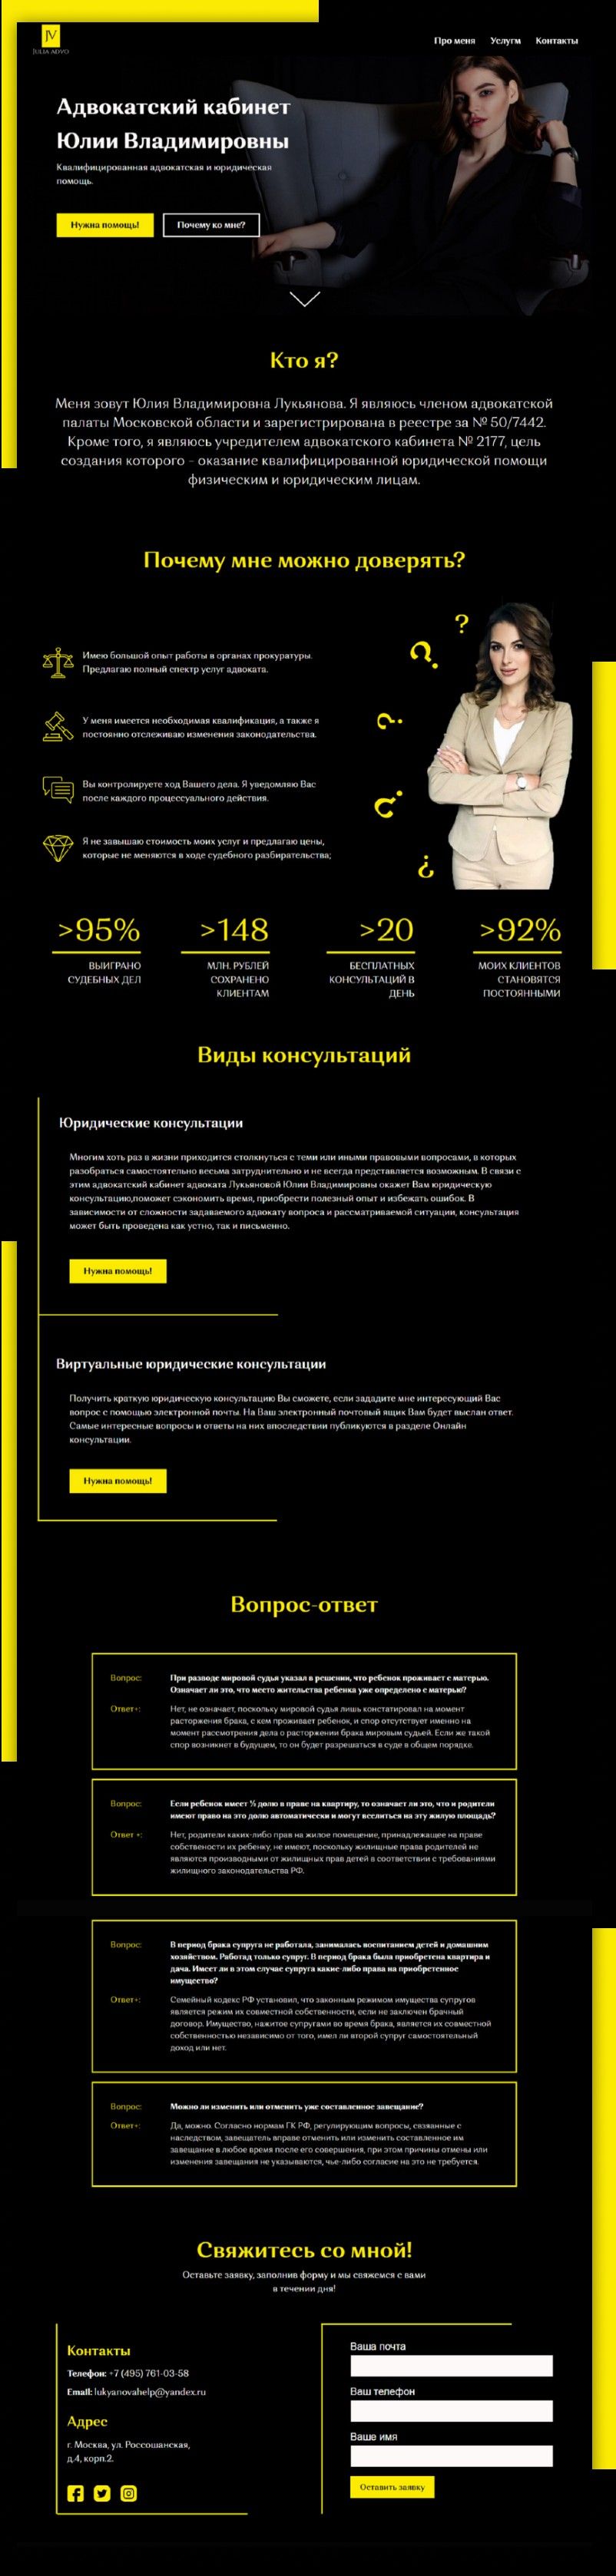 JV
JULIA ADVO
Про меня Услуги Контакты
Адвокатский кабинет
Юлии Владимировны
Квалифицированная адвокатская и юридическая
помощь.
Нужна помощь! Почему ко мне?
Кто я?
Меня зовут Юлия Владимировна Лукьянова. Я являюсь членом адвокатской
палаты Московской области и зарегистрирована в реестре за № 50/7442.
Кроме того, я являюсь учредителем адвокатского кабинета № 2177, цель
создания которого - оказание квалифицированной юридической помощи
физическим и юридическим лицам.
Почему мне можно доверять?
Имею большой опыт работы в органах прокуратуры.
Предлагаю полный спектр услуг адвоката.
У меня имеется необходимая квалификация, а также я
постоянно отслеживаю изменения законодательства.
Вы контролируете ход Вашего дела. Я уведомляю Вас
после каждого процессуального действия.
Я не завышаю стоимость моих услуг и предлагаю цены,
которые не меняются в ходе судебного разбирательства;
?
?
?
?
?
>95% >148 >20 >92%
ВЫИГРАНО МЛН. РУБЛЕЙ БЕСПЛАТНЫХ МОИХ КЛИЕНТОВ
СУДЕБНЫХ ДЕЛ СОХРАНЕНО КОНСУЛЬТАЦИЙ В СТАНОВЯТСЯ
КЛИЕНТАМ ДЕНЬ ПОСТОЯННЫМИ
Виды консультаций
Юридические консультации
Многим хоть раз в жизни приходится столкнуться с теми или иными правовыми вопросами, в которых
разобраться самостоятельно весьма затруднительно и не всегда представляется возможным. В связи с
этим адвокатский кабинет адвоката Лукьяновой Юлии Владимировны окажет Вам юридическую
консультацию,поможет сэкономить время, приобрести полезный опыт и избежать ошибок. В
зависимости от сложности задаваемого адвокату вопроса и рассматриваемой ситуации, консультация
может быть проведена как устно, так и письменно.
Нужна помощь!
Виртуальные юридические консультации
Получить краткую юридическую консультацию Вы сможете, если зададите мне интересующий Вас
вопрос с помощью электронной почты. На Ваш электронный почтовый ящик Вам будет выслан ответ.
Самые интересные вопросы и ответы на них впоследствии публикуются в разделе Онлайн
консультации.
Нужна помощь!
Вопрос-ответ
Вопрос: При разводе мировой судья указал в решении, что ребенок проживает с матерью.
Означает ли это, что место жительства ребенка уже определено с матерью?
Ответ+: Нет, не означает, поскольку мировой судья лишь констатировал на момент
расторжения брака, с кем проживает ребенок, и спор отсутствует именно на
момент рассмотрения дела о расторжении брака мировым судьей. Если же такой
спор возникнет в будущем, то он будет разрешаться в суде в общем порядке.
Вопрос: Если ребенок имеет ½ долю в праве на квартиру, то означает ли это, что и родители
имеют право на это долю автоматически и могут вселиться на эту жилую площадь?
Ответ +: Нет, родители каких-либо прав на жилое помещение, принадлежащее на праве
собственности их ребенку, не имеют, поскольку жилищные права родителей не
являются производными от жилищных прав детей в соответствии с требованиями
жилищного законодательства РФ.
Вопрос: В период брака супруга не работала, занималась воспитанием детей и домашним
хозяйством. Работал только супруг. В период брака была приобретена квартира и
дача. Имеет ли в этом случае супруга какие-либо права на приобретенное
имущество?
Ответ+: Семейный кодекс РФ установил, что законным режимом имущества супругов
является режим их совместной собственности, если не заключен брачный
договор. Имущество, нажитое супругами во время брака, является их совместной
собственностью независимо от того, имел ли второй супруг самостоятельный
доход или нет.
Вопрос: Можно ли изменить или отменить уже составленное завещание?
Ответ+: Да, можно. Согласно нормам ГК РФ, регулирующим вопросы, связанные с
наследством, завещатель вправе отменить или изменить составленное им
завещание в любое время после его совершения, при этом причины отмены или
изменения завещания не указываются, чье-либо согласие на это не требуется.
Свяжитесь со мной!
Оставьте заявку, заполнив форму и мы свяжемся с вами
в течении дня!
Контакты
Телефон: +7 (495) 761-03-58
Email: lukyanovahelp@yandex.ru
Адрес
г. Москва, ул. Россошанская,
д.4, корп.2.
Ваша почта
Ваш телефон
Ваше имя
Оставить заявку